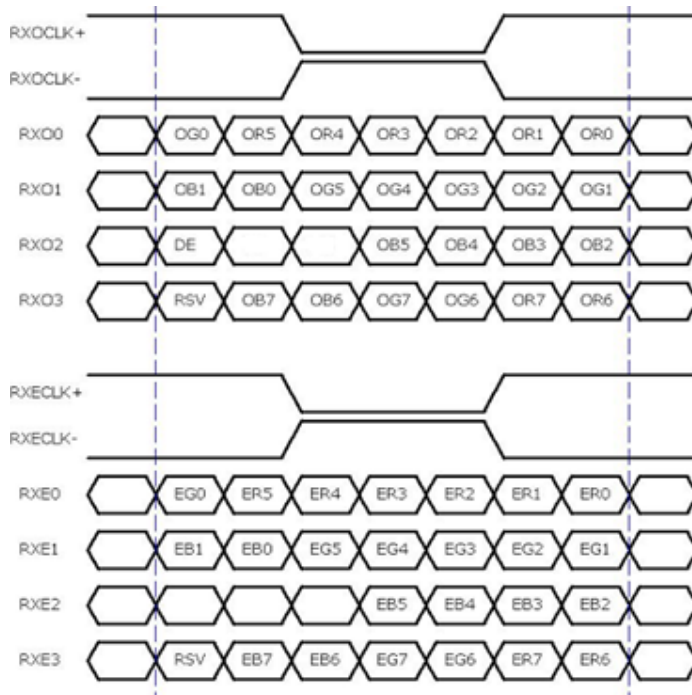 RXOCLK+
RXOCLK-
RXO0 OG0 OR5 OR4 OR3 OR2 OR1 OR0
RXO1 OB1 OB0 OG5 OG4 OG3 OG2 OG1
RXO2 DE OB5 OB4 OB3 OB2
RXO3 RSV OB7 OB6 OG7 OG6 OR7 OR6
RXECLK+
RXECLK-
RXE0 EG0 ER5 ER4 ER3 ER2 ER1 ER0
RXE1 EB1 EB0 EG5 EG4 EG3 EG2 EG1
RXE2 EB5 EB4 EB3 EB2
RXE3 RSV EB7 EB6 EG7 EG6 ER7 ER6